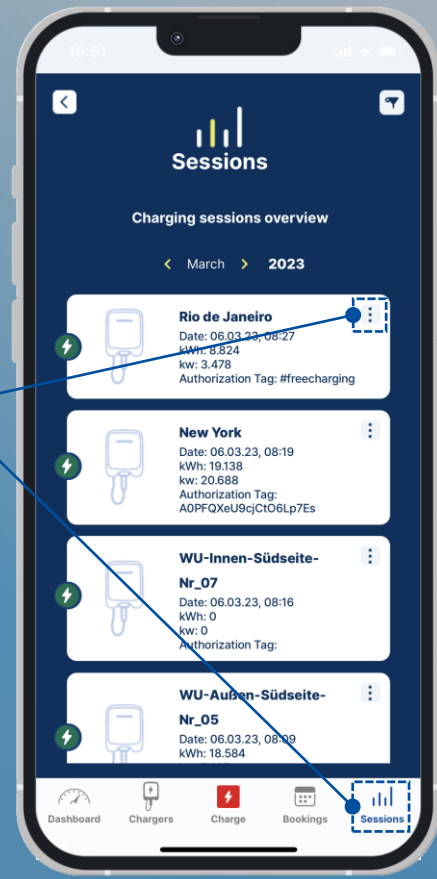 15:51
Sessions
Charging sessions overview
March 2023
Rio de Janeiro
Date: 06.03.23, 08:27
kWh: 8.824
kw: 3.478
Authorization Tag: #freecharging
New York
Date: 06.03.23, 08:19
kWh: 19.138
kw: 20.688
Authorization Tag:
A0PFQXeU9cjCtO6Lp7Es
WU-Innen-Südseite-
Nr_07
Date: 06.03.23, 08:16
kWh: 0
kw: 0
Authorization Tag:
WU-Außen-Südseite-
Nr_05
Date: 06.03.23, 08:09
kWh: 18.584
Dashboard Chargers Charge Bookings Sessions